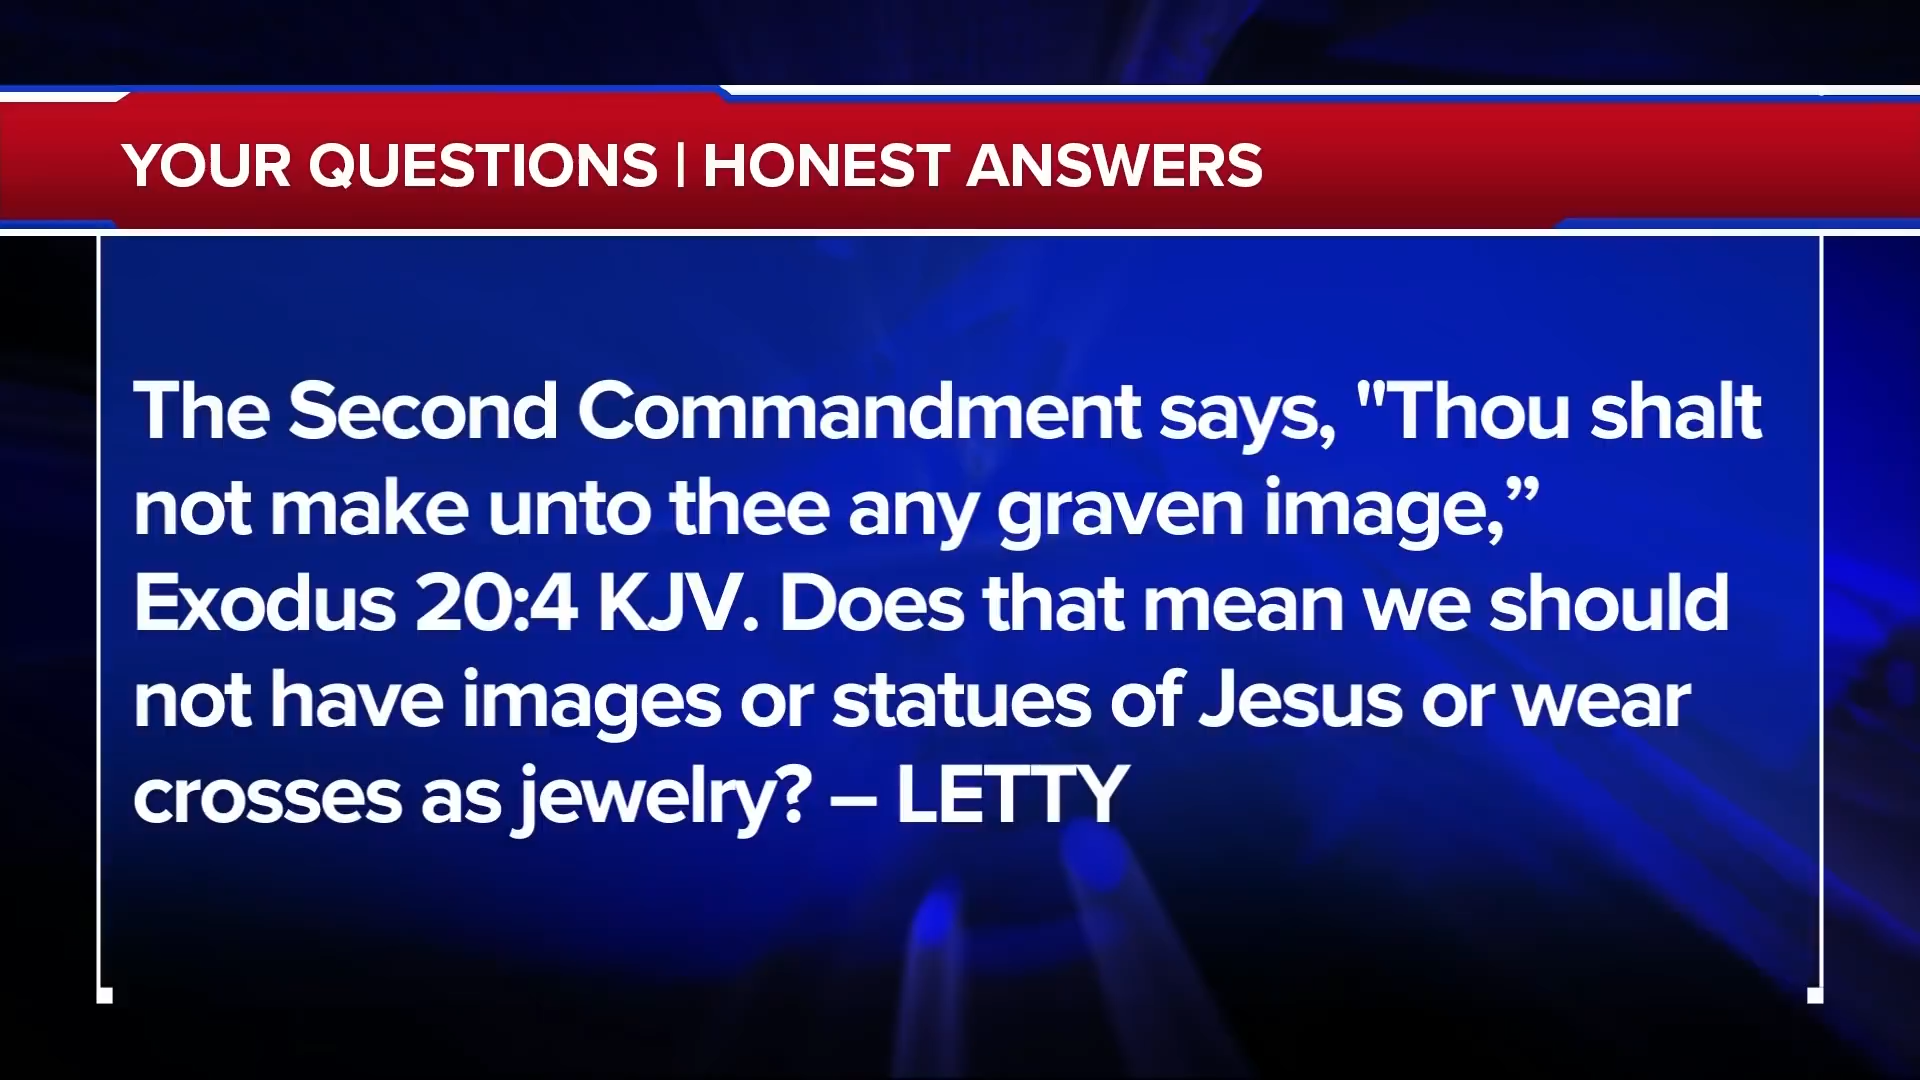 YOUR QUESTIONS | HONEST ANSWERS
The Second Commandment says, "Thou shalt
not make unto thee any graven image,”
Exodus 20:4 KJV. Does that mean we should
not have images or statues of Jesus or wear
crosses as jewelry? – LETTY